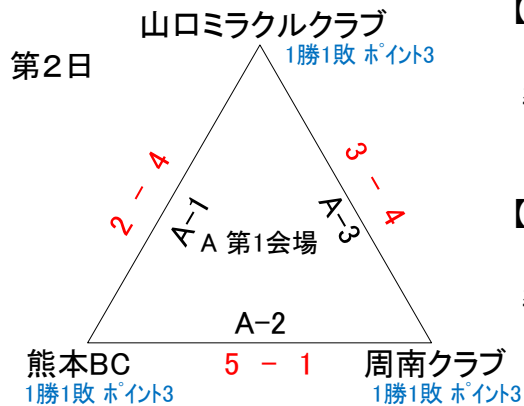 山口ミラクルクラブ
1勝1敗 ポイント3
第2日
2 - 4
3 - 4
A-1
A-3
A 第1会場
A-2
熊本BC
5 - 1
周南クラブ
1勝1敗 ポイント3
1勝1敗 ポイント3
【
【